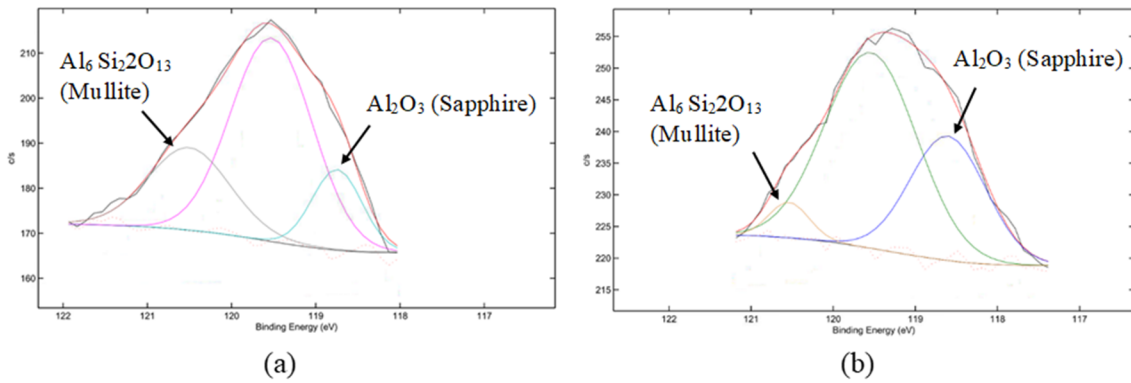 Al₆ Si₂2O₁₃
(Mullite)
Al₂O₃ (Sapphire)
210
200
190
180
170
160
c/s
122
121
120
119
118
117
Binding Energy (eV)
(a)
Al₂O₃ (Sapphire)
Al₆ Si₂2O₁₃
(Mullite)
255
250
245
240
235
230
225
220
215
c/s
122
121
120
119
118
117
Binding Energy (eV)
(b)